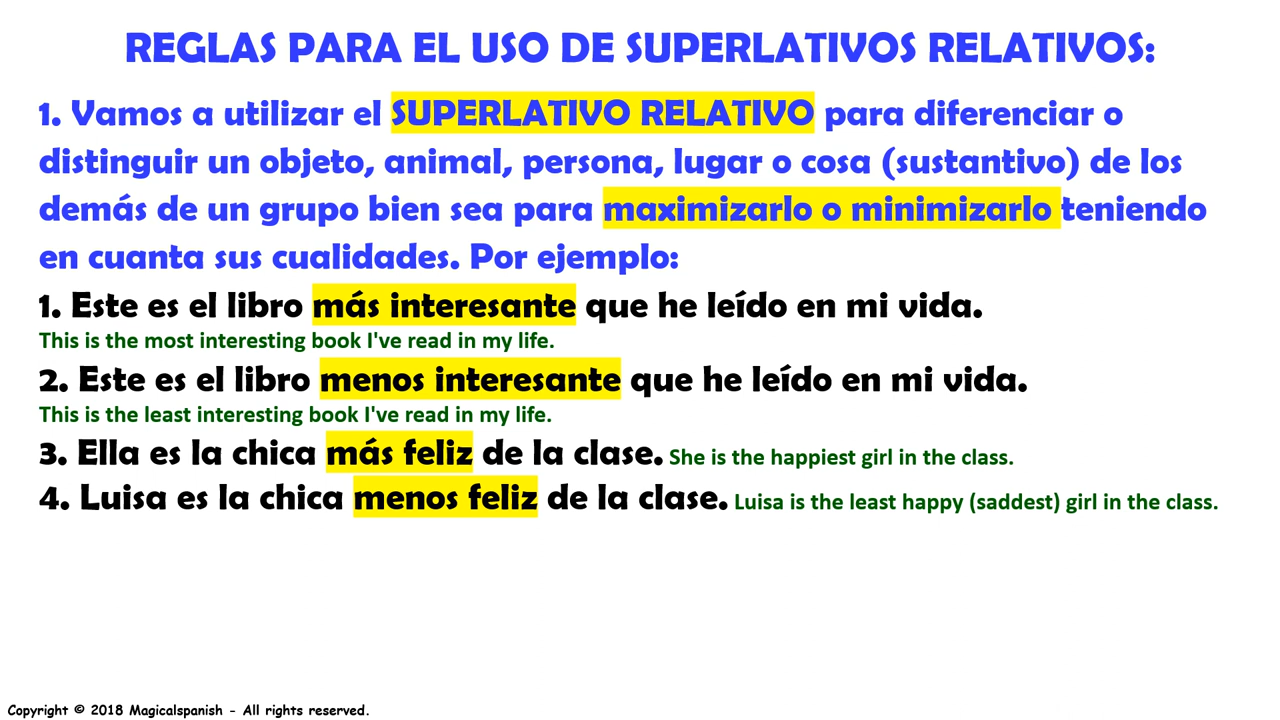 REGLAS PARA EL USO DE SUPERLATIVOS RELATIVOS:
1. Vamos a utilizar el SUPERLATIVO RELATIVO para diferenciar o
distinguir un objeto, animal, persona, lugar o cosa (sustantivo) de los
demás de un grupo bien sea para maximizarlo o minimizarlo teniendo
en cuanta sus cualidades. Por ejemplo:
1. Este es el libro más interesante que he leído en mi vida.
This is the most interesting book I've read in my life.
2. Este es el libro menos interesante que he leído en mi vida.
This is the least interesting book I've read in my life.
3. Ella es la chica más feliz de la clase. She is the happiest girl in the class.
4. Luisa es la chica menos feliz de la clase. Luisa is the least happy (saddest) girl in the class.
Copyright © 2018 Magicalspanish - All rights reserved.